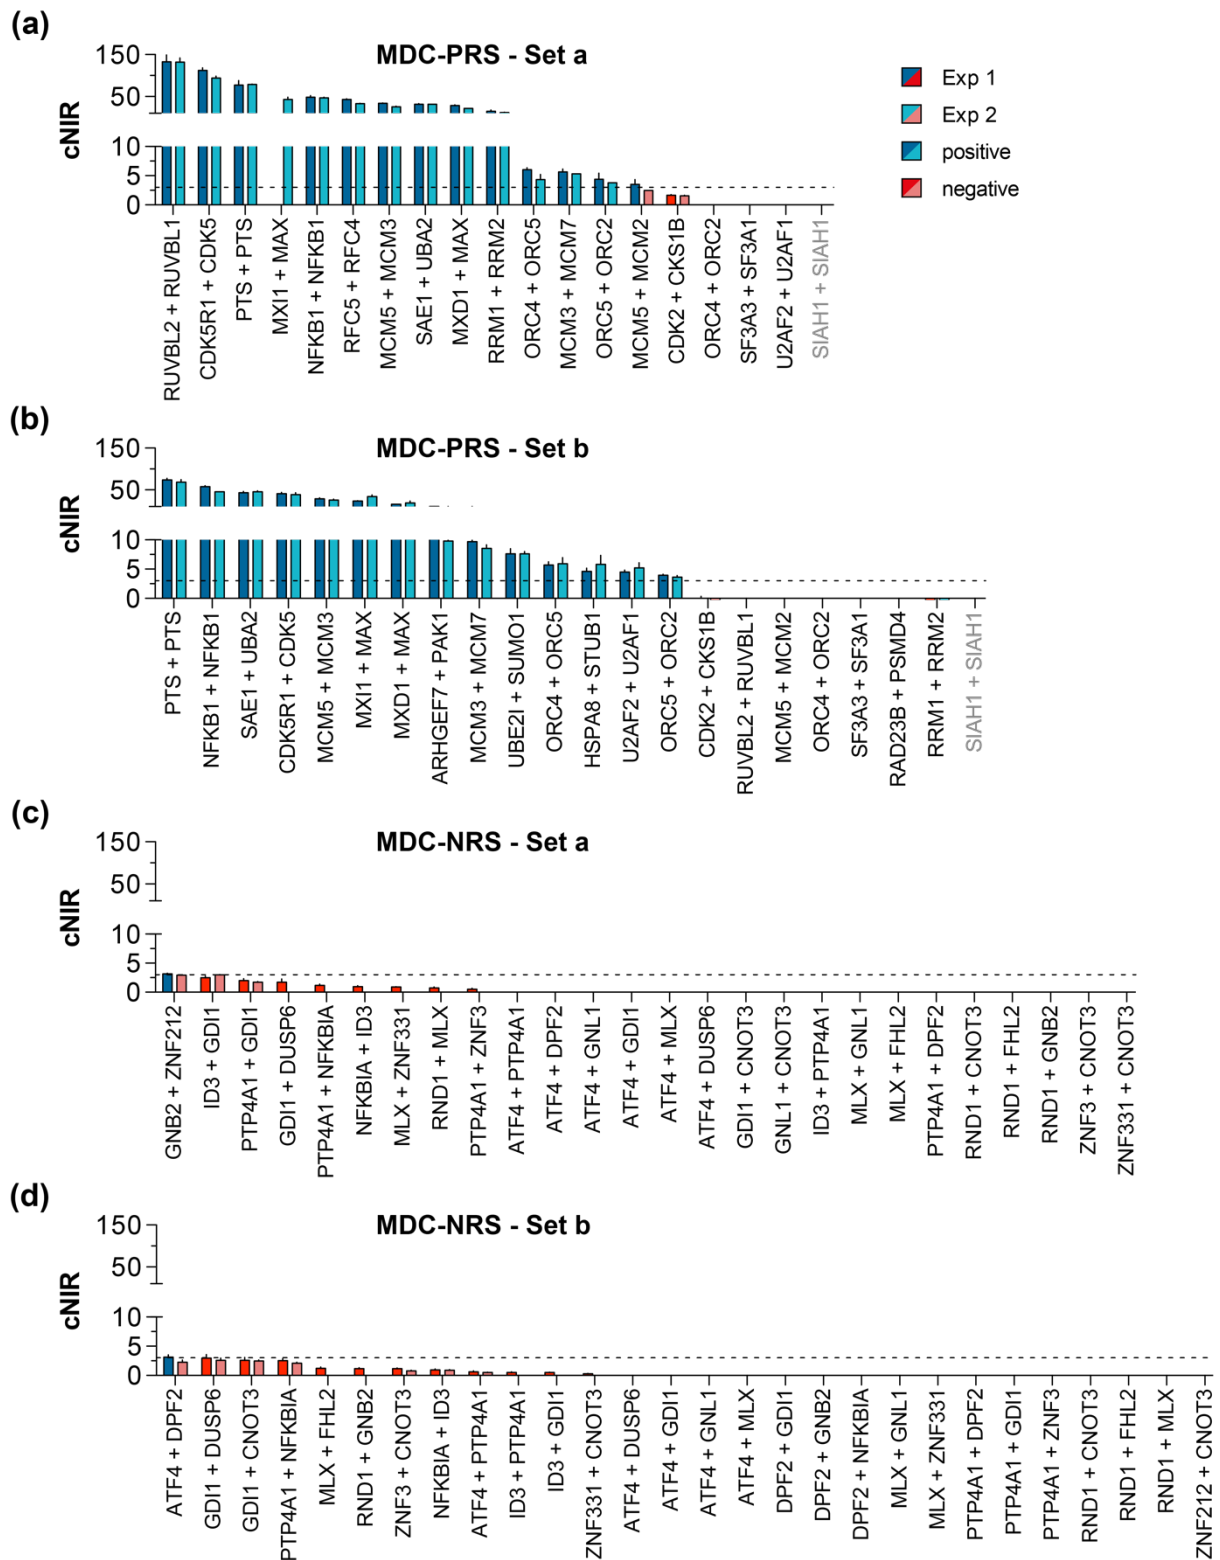 (a)
MDC-PRS - Set a
cNIR
150
50
10
5
0
Exp 1
Exp 2
positive
negative
RUVBL2 + RUVBL1
CDK5R1 + CDK5
PTS + PTS
MXI1 + MAX
NFKB1 + NFKB1
RFC5 + RFC4
MCM5 + MCM3
SAE1 + UBA2
MXD1 + MAX
RRM1 + RRM2
ORC4 + ORC5
MCM3 + MCM7
ORC5 + ORC2
MCM5 + MCM2
CDK2 + CKS1B
ORC4 + ORC2
SF3A3 + SF3A1
U2AF2 + U2AF1
SIAH1 + SIAH1
(b)
MDC-PRS - Set b
cNIR
150
50
10
5
0
PTS + PTS
NFKB1 + NFKB1
SAE1 + UBA2
CDK5R1 + CDK5
MCM5 + MCM3
MXI1 + MAX
MXD1 + MAX
ARHGEF7 + PAK1
MCM3 + MCM7
UBE2I + SUMO1
ORC4 + ORC5
HSPA8 + STUB1
U2AF2 + U2AF1
ORC5 + ORC2
CDK2 + CKS1B
RUVBL2 + RUVBL1
MCM5 + MCM2
ORC4 + ORC2
SF3A3 + SF3A1
RAD23B + PSMD4
RRM1 + RRM2
SIAH1 + SIAH1
(c)
MDC-NRS - Set a
cNIR
150
50
10
5
0
GNB2 + ZNF212
ID3 + GDI1
PTP4A1 + GDI1
GDI1 + DUSP6
PTP4A1 + NFKBIA
NFKBIA + ID3
MLX + ZNF331
RND1 + MLX
PTP4A1 + ZNF3
ATF4 + PTP4A1
ATF4 + DPF2
ATF4 + GNL1
ATF4 + GDI1
ATF4 + MLX
ATF4 + DUSP6
GDI1 + CNOT3
GNL1 + CNOT3
ID3 + PTP4A1
MLX + GNL1
MLX + FHL2
PTP4A1 + DPF2
RND1 + CNOT3
RND1 + FHL2
RND1 + GNB2
ZNF3 + CNOT3
ZNF331 + CNOT3
(d)
MDC-NRS - Set b
cNIR
150
50
10
5
0
ATF4 + DPF2
GDI1 + DUSP6
GDI1 + CNOT3
PTP4A1 + NFKBIA
MLX + FHL2
RND1 + GNB2
ZNF3 + CNOT3
NFKBIA + ID3
ATF4 + PTP4A1
ID3 + PTP4A1
ID3 + GDI1
ZNF331 + CNOT3
ATF4 + DUSP6
ATF4 + GDI1
ATF4 + GNL1
ATF4 + MLX
DPF2 + GDI1
DPF2 + GNB2
DPF2 + NFKBIA
MLX + GNL1
MLX + ZNF331
PTP4A1 + DPF2
PTP4A1 + GDI1
PTP4A1 + ZNF3
RND1 + CNOT3
RND1 + FHL2
RND1 + MLX
ZNF212 + CNOT3